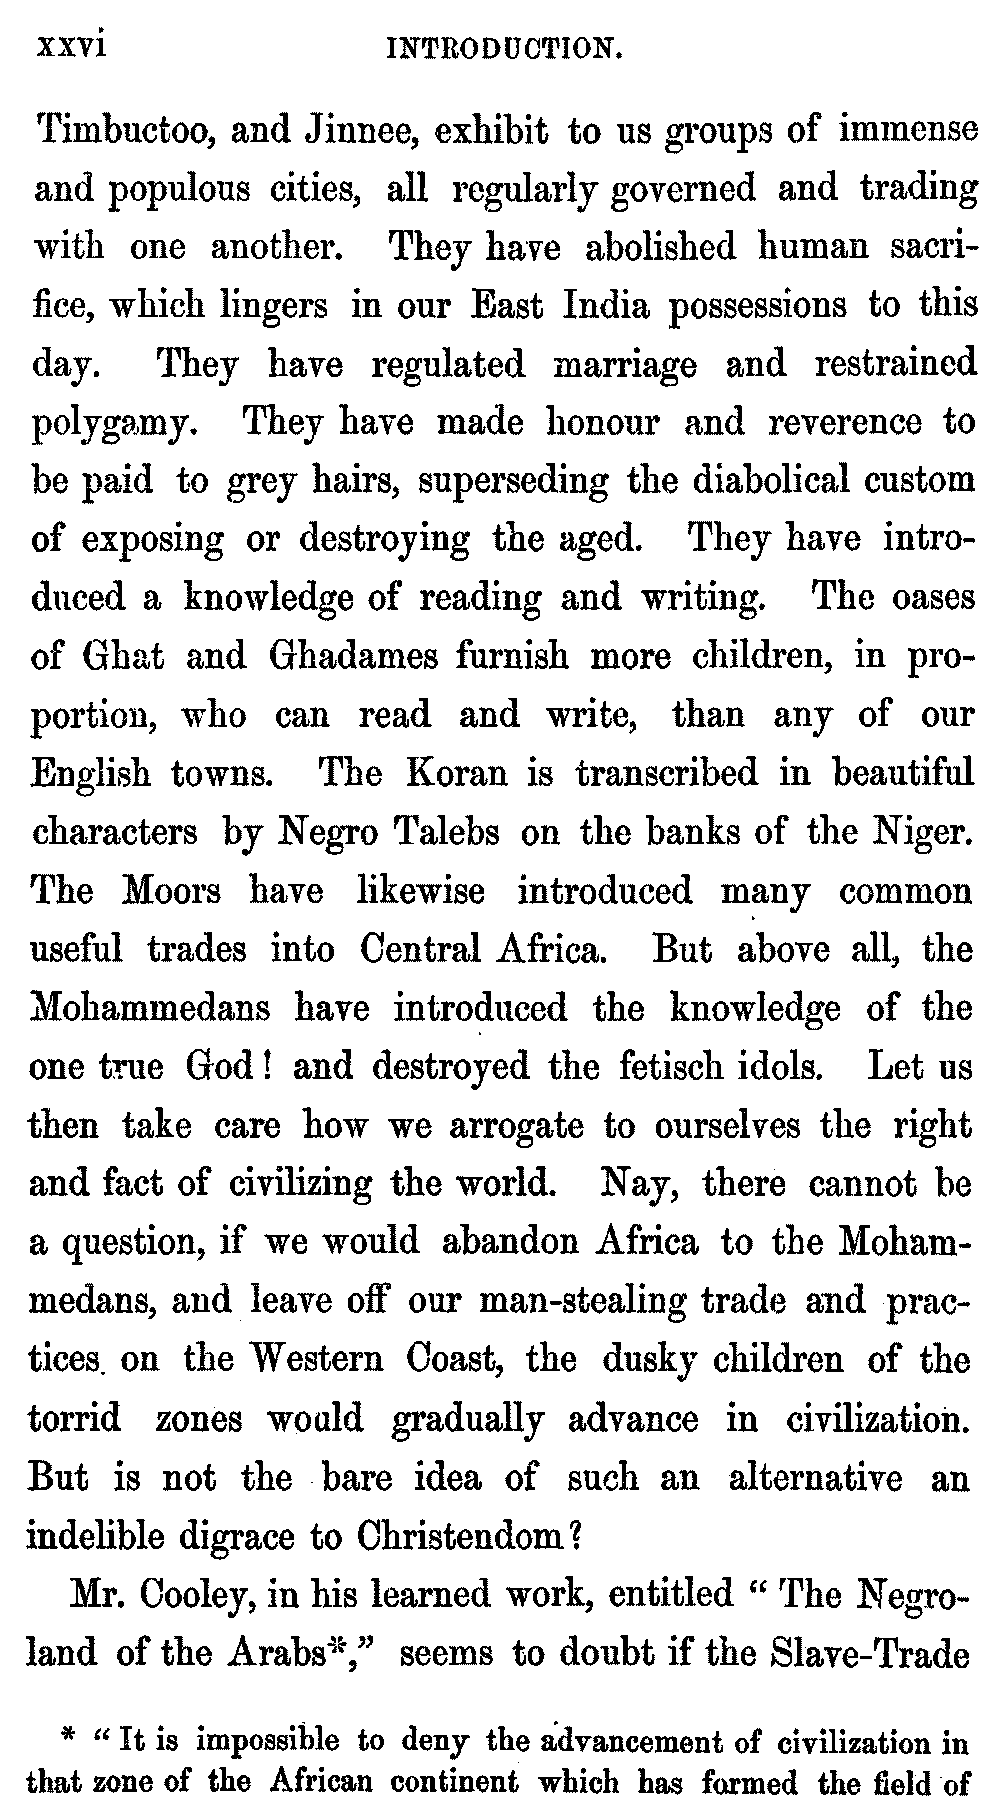 xxvi INTRODUCTION.
Timbuctoo, and Jinnee, exhibit to us groups of immense
and populous cities, all regularly governed and trading
with one another. They have abolished human sacri-
fice, which lingers in our East India possessions to this
day. They have regulated marriage and restrained
polygamy. They have made honour and reverence to
be paid to grey hairs, superseding the diabolical custom
of exposing or destroying the aged. They have intro-
duced a knowledge of reading and writing. The oases
of Ghat and Ghadames furnish more children, in pro-
portion, who can read and write, than any of our
English towns. The Koran is transcribed in beautiful
characters by Negro Talebs on the banks of the Niger.
The Moors have likewise introduced many common
useful trades into Central Africa. But above all, the
Mohammedans have introduced the knowledge of the
one true God! and destroyed the fetisch idols. Let us
then take care how we arrogate to ourselves the right
and fact of civilizing the world. Nay, there cannot be
a question, if we would abandon Africa to the Moham-
medans, and leave off our man-stealing trade and prac-
tices on the Western Coast, the dusky children of the
torrid zones would gradually advance in civilization.
But is not the bare idea of such an alternative an
indelible digrace to Christendom?
Mr. Cooley, in his learned work, entitled "The Negro-
land of the Arabs*," seems to doubt if the Slave-Trade
* "It is impossible to deny the advancement of civilization in
that zone of the African continent which has formed the field of